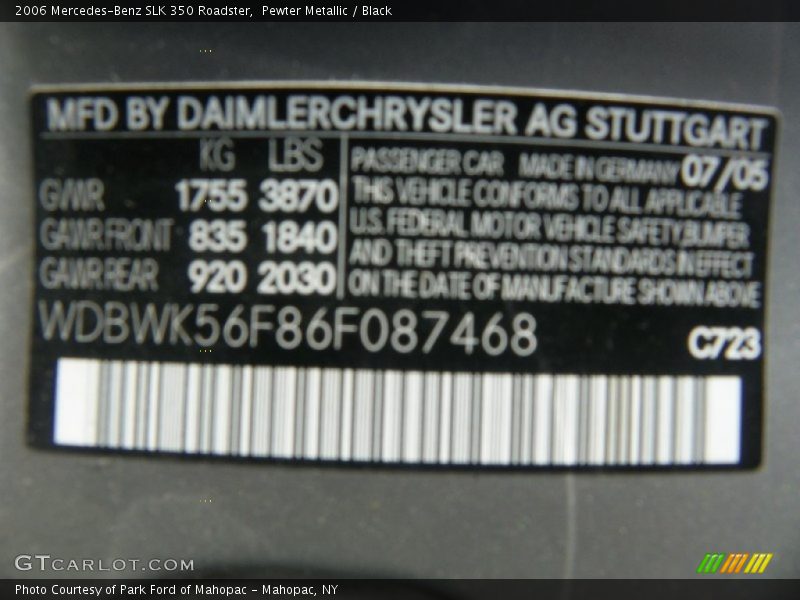 2006 Mercedes-Benz SLK 350 Roadster,  Pewter Metallic / Black
MFD BY DAIMLERCHRYSLER AG STUTTGART
KG LBS
GVWR 1755 3870
GAWR.FRONT 835 1840
GAWR.REAR 920 2030
PASSENGER CAR MADE IN GERMANY 07/05
THIS VEHICLE CONFORMS TO ALL APPLICABLE
U.S. FEDERAL MOTOR VEHICLE SAFETY,BUMPER
AND THEFT PREVENTION STANDARDS IN EFFECT
ON THE DATE OF MANUFACTURE SHOWN ABOVE
WDBWK56F86F087468
C723
GTCARLOT.COM
Photo Courtesy of Park Ford of Mahopac - Mahopac, NY